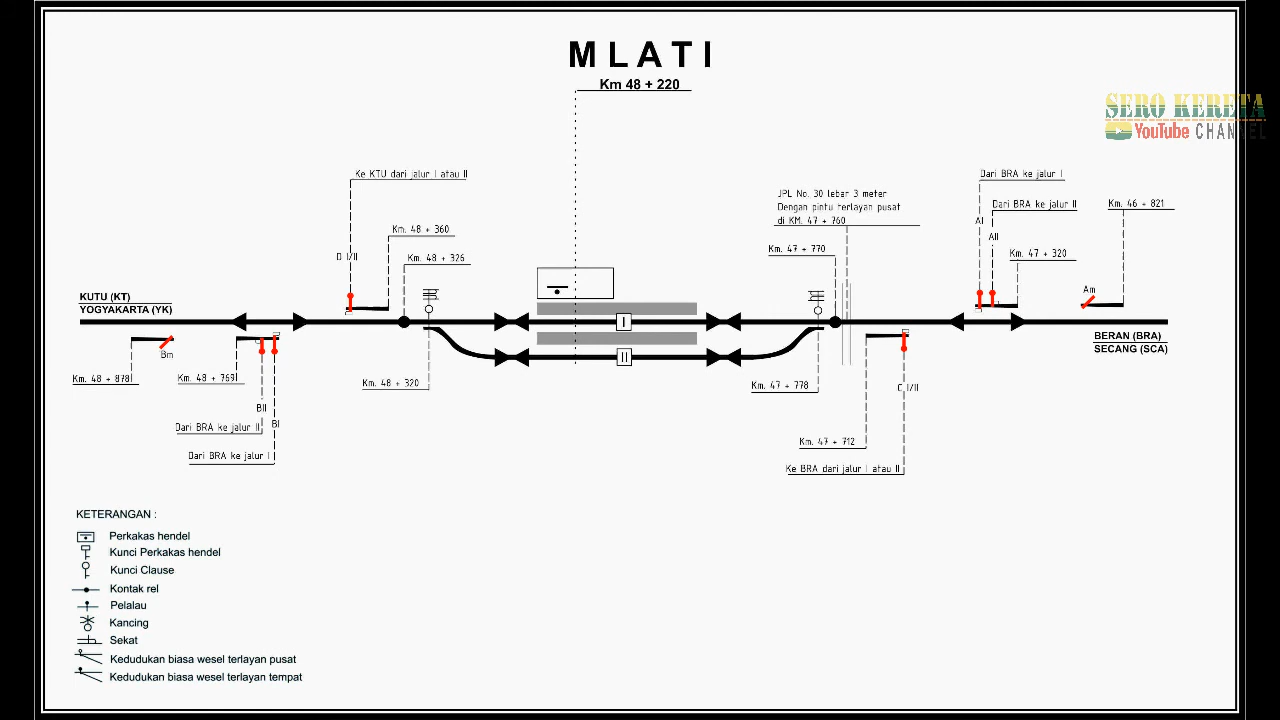 MLATI
Km 48 + 220
SERO KERETA
YouTube CHANNEL
Ke KTU dari jalur I atau II
Km. 48 + 360
D I/II
Km. 48 + 326
JPL No. 30 lebar 3 meter
Dengan pintu terlayan pusat
di KM. 47 + 760
Km. 47 + 770
Dari BRA ke jalur I
Dari BRA ke jalur II
Km. 46 + 821
AI
AII
Km. 47 + 320
Am
KUTU (KT)
YOGYAKARTA (YK)
I
BERAN (BRA)
SECANG (SCA)
Bm
II
Km. 48 + 878
Km. 48 + 769
Km. 48 + 320
Km. 47 + 778
C I/II
BII
BI
Dari BRA ke jalur II
Dari BRA ke jalur I
Km. 47 + 712
Ke BRA dari jalur I atau II
KETERANGAN :
Perkakas hendel
Kunci Perkakas hendel
Kunci Clause
Kontak rel
Pelalau
Kancing
Sekat
Kedudukan biasa wesel terlayan pusat
Kedudukan biasa wesel terlayan tempat